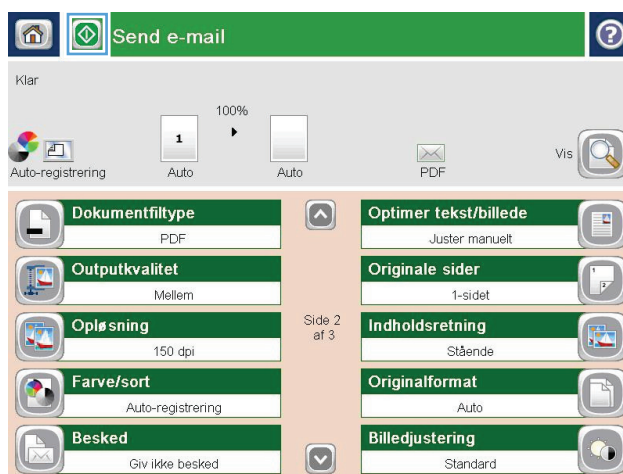 Send e-mail
Klar
100%
1
Auto-registrering
Auto
Auto
PDF
Vis
Dokumentfiltype
PDF
Outputkvalitet
Mellem
Opløsning
150 dpi
Farve/sort
Auto-registrering
Besked
Giv ikke besked
Side 2
af 3
Optimer tekst/billede
Juster manuelt
Originale sider
1-sidet
1
2
Indholdsretning
Stående
Originalformat
Auto
Billedjustering
Standard